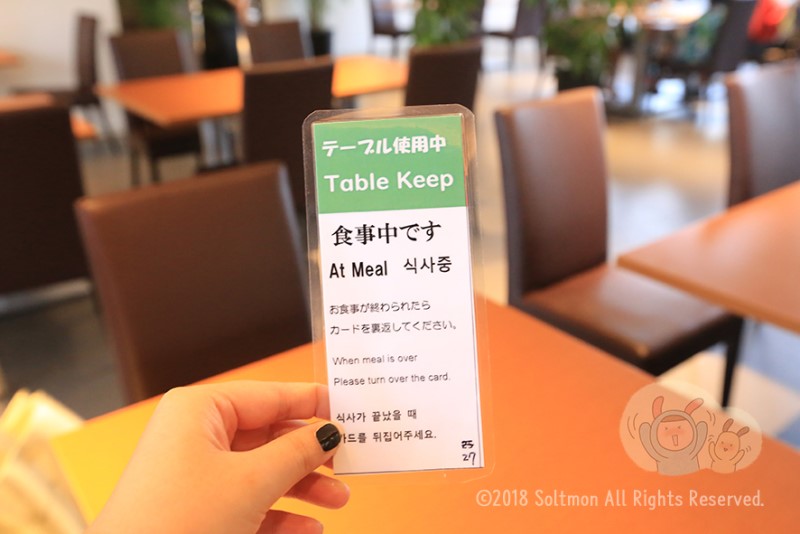 テーブル使用中
Table Keep
食事中です
At Meal 식사중
お食事が終わられたら
カードを裏返してください。
When meal is over
Please turn over the card.
식사가 끝났을 때
카드를 뒤집어주세요.
27
©2018 Soltmon All Rights Reserved.